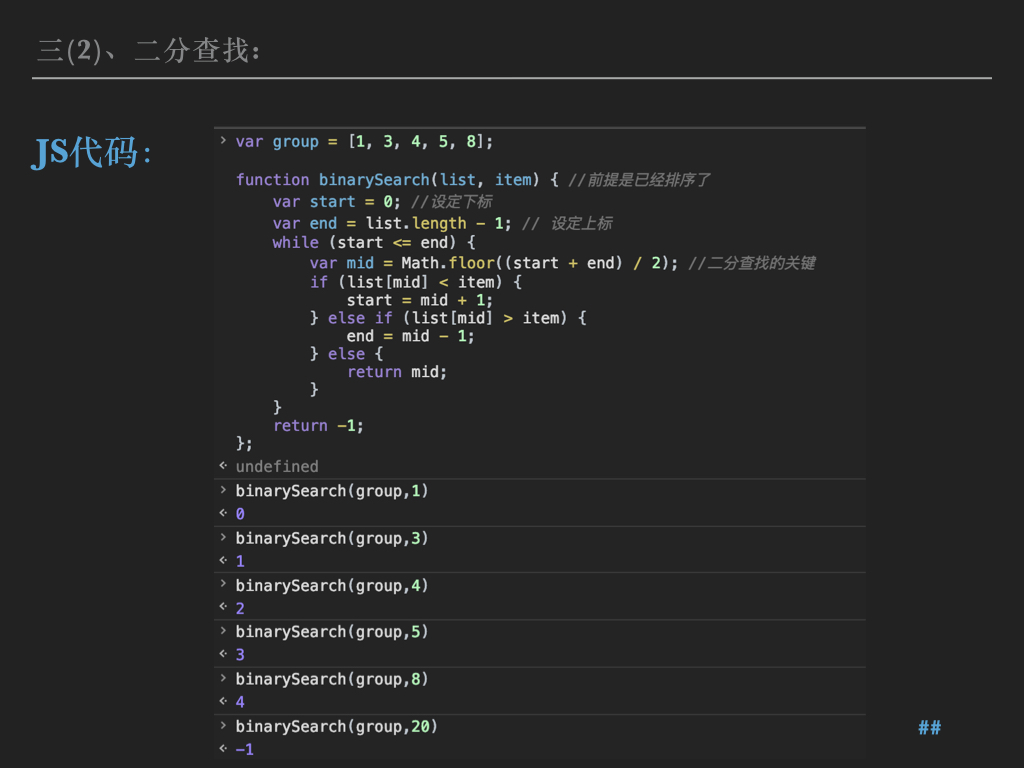 三(2)、二分查找：
JS代码：
> var group = [1, 3, 4, 5, 8];
function binarySearch(list, item) { //前提是已经排序了
    var start = 0; //设定下标
    var end = list.length - 1; // 设定上标
    while (start <= end) {
        var mid = Math.floor((start + end) / 2); //二分查找的关键
        if (list[mid] < item) {
            start = mid + 1;
        } else if (list[mid] > item) {
            end = mid - 1;
        } else {
            return mid;
        }
    }
    return -1;
};
< undefined
> binarySearch(group,1)
< 0
> binarySearch(group,3)
< 1
> binarySearch(group,4)
< 2
> binarySearch(group,5)
< 3
> binarySearch(group,8)
< 4
> binarySearch(group,20)
< -1
##